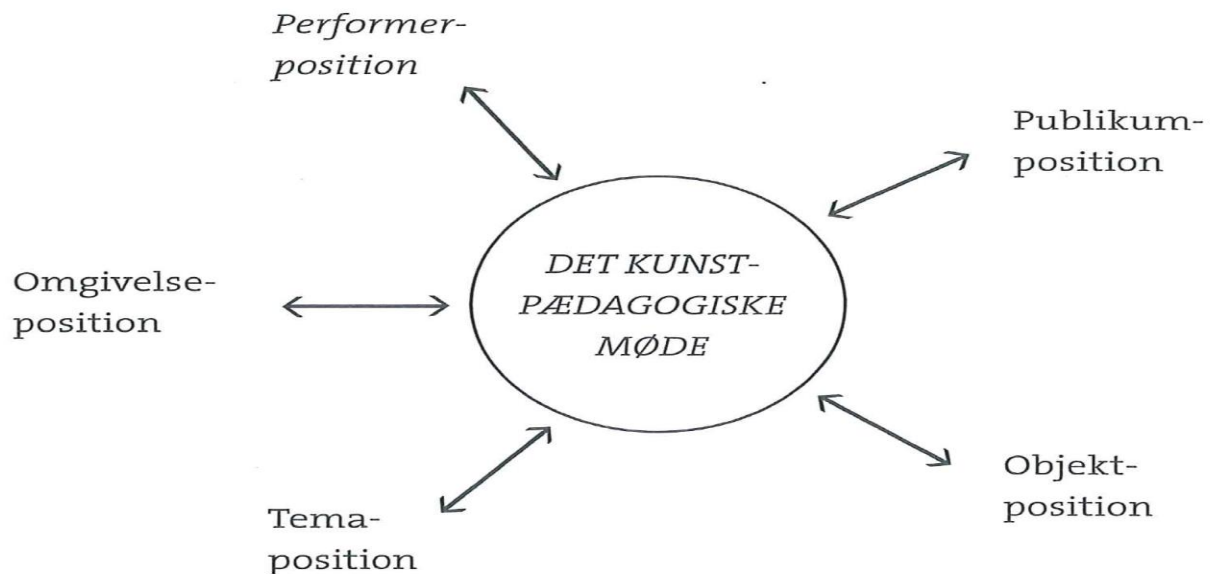 Performer-
position
Publikum-
position
Omgivelse-
position
DET KUNST-
PÆDAGOGISKE
MØDE
Objekt-
position
Tema-
position